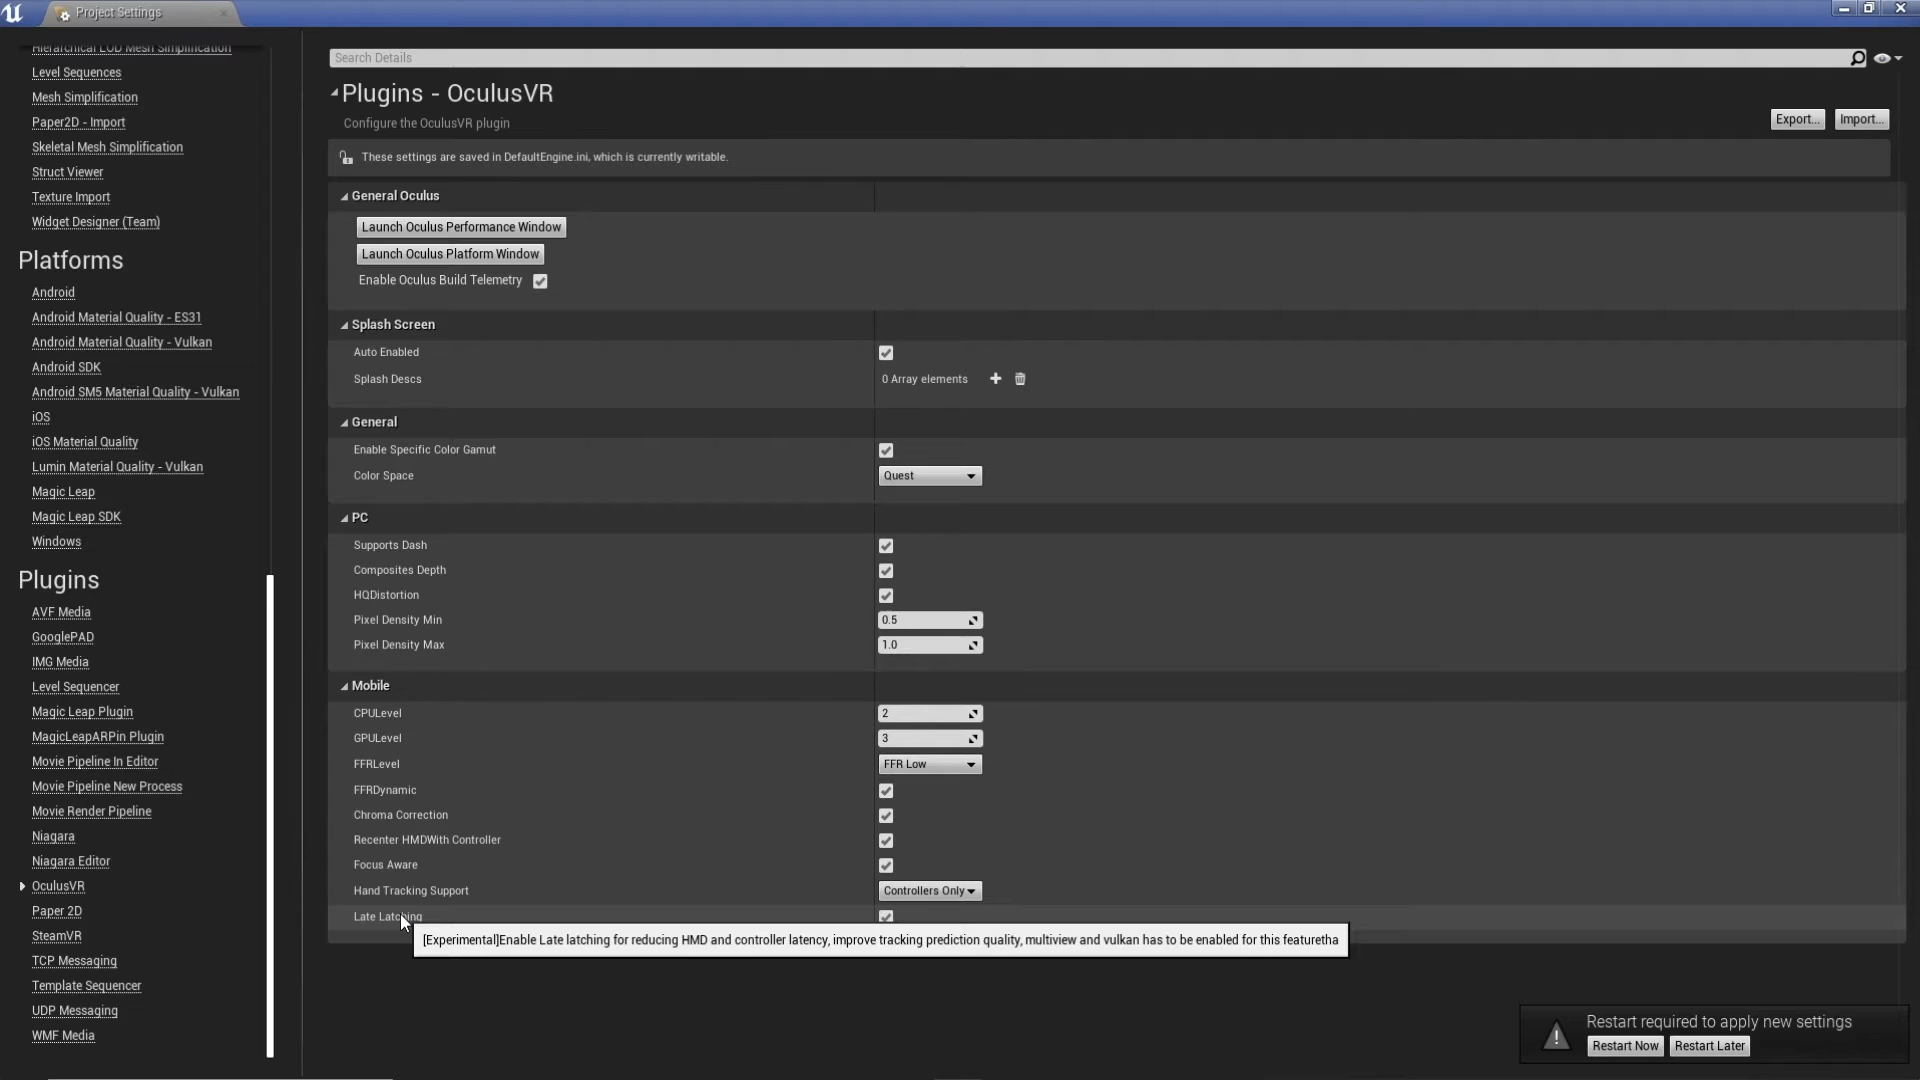 Project Settings
Hierarchical LOD Mesh Simplification
Level Sequences
Mesh Simplification
Paper2D - Import
Skeletal Mesh Simplification
Struct Viewer
Texture Import
Widget Designer (Team)
Platforms
Android
Android Material Quality - ES31
Android Material Quality - Vulkan
Android SDK
Android SM5 Material Quality - Vulkan
iOS
iOS Material Quality
Lumin Material Quality - Vulkan
Magic Leap
Magic Leap SDK
Windows
Plugins
AVF Media
GooglePAD
IMG Media
Level Sequencer
Magic Leap Plugin
MagicLeapARPin Plugin
Movie Pipeline In Editor
Movie Pipeline New Process
Movie Render Pipeline
Niagara
Niagara Editor
OculusVR
Paper 2D
SteamVR
TCP Messaging
Template Sequencer
UDP Messaging
WMF Media
Search Details
Plugins - OculusVR
Configure the OculusVR plugin
Export... Import...
These settings are saved in DefaultEngine.ini, which is currently writable.
General Oculus
Launch Oculus Performance Window
Launch Oculus Platform Window
Enable Oculus Build Telemetry
Splash Screen
Auto Enabled
Splash Descs 0 Array elements
General
Enable Specific Color Gamut
Color Space Quest
PC
Supports Dash
Composites Depth
HQDistortion
Pixel Density Min 0.5
Pixel Density Max 1.0
Mobile
CPULevel 2
GPULevel 3
FFRLevel FFR Low
FFRDynamic
Chroma Correction
Recenter HMDWith Controller
Focus Aware
Hand Tracking Support Controllers Only
Late Latching
[Experimental]Enable Late latching for reducing HMD and controller latency, improve tracking prediction quality, multiview and vulkan has to be enabled for this featuretha
Restart required to apply new settings
Restart Now Restart Later